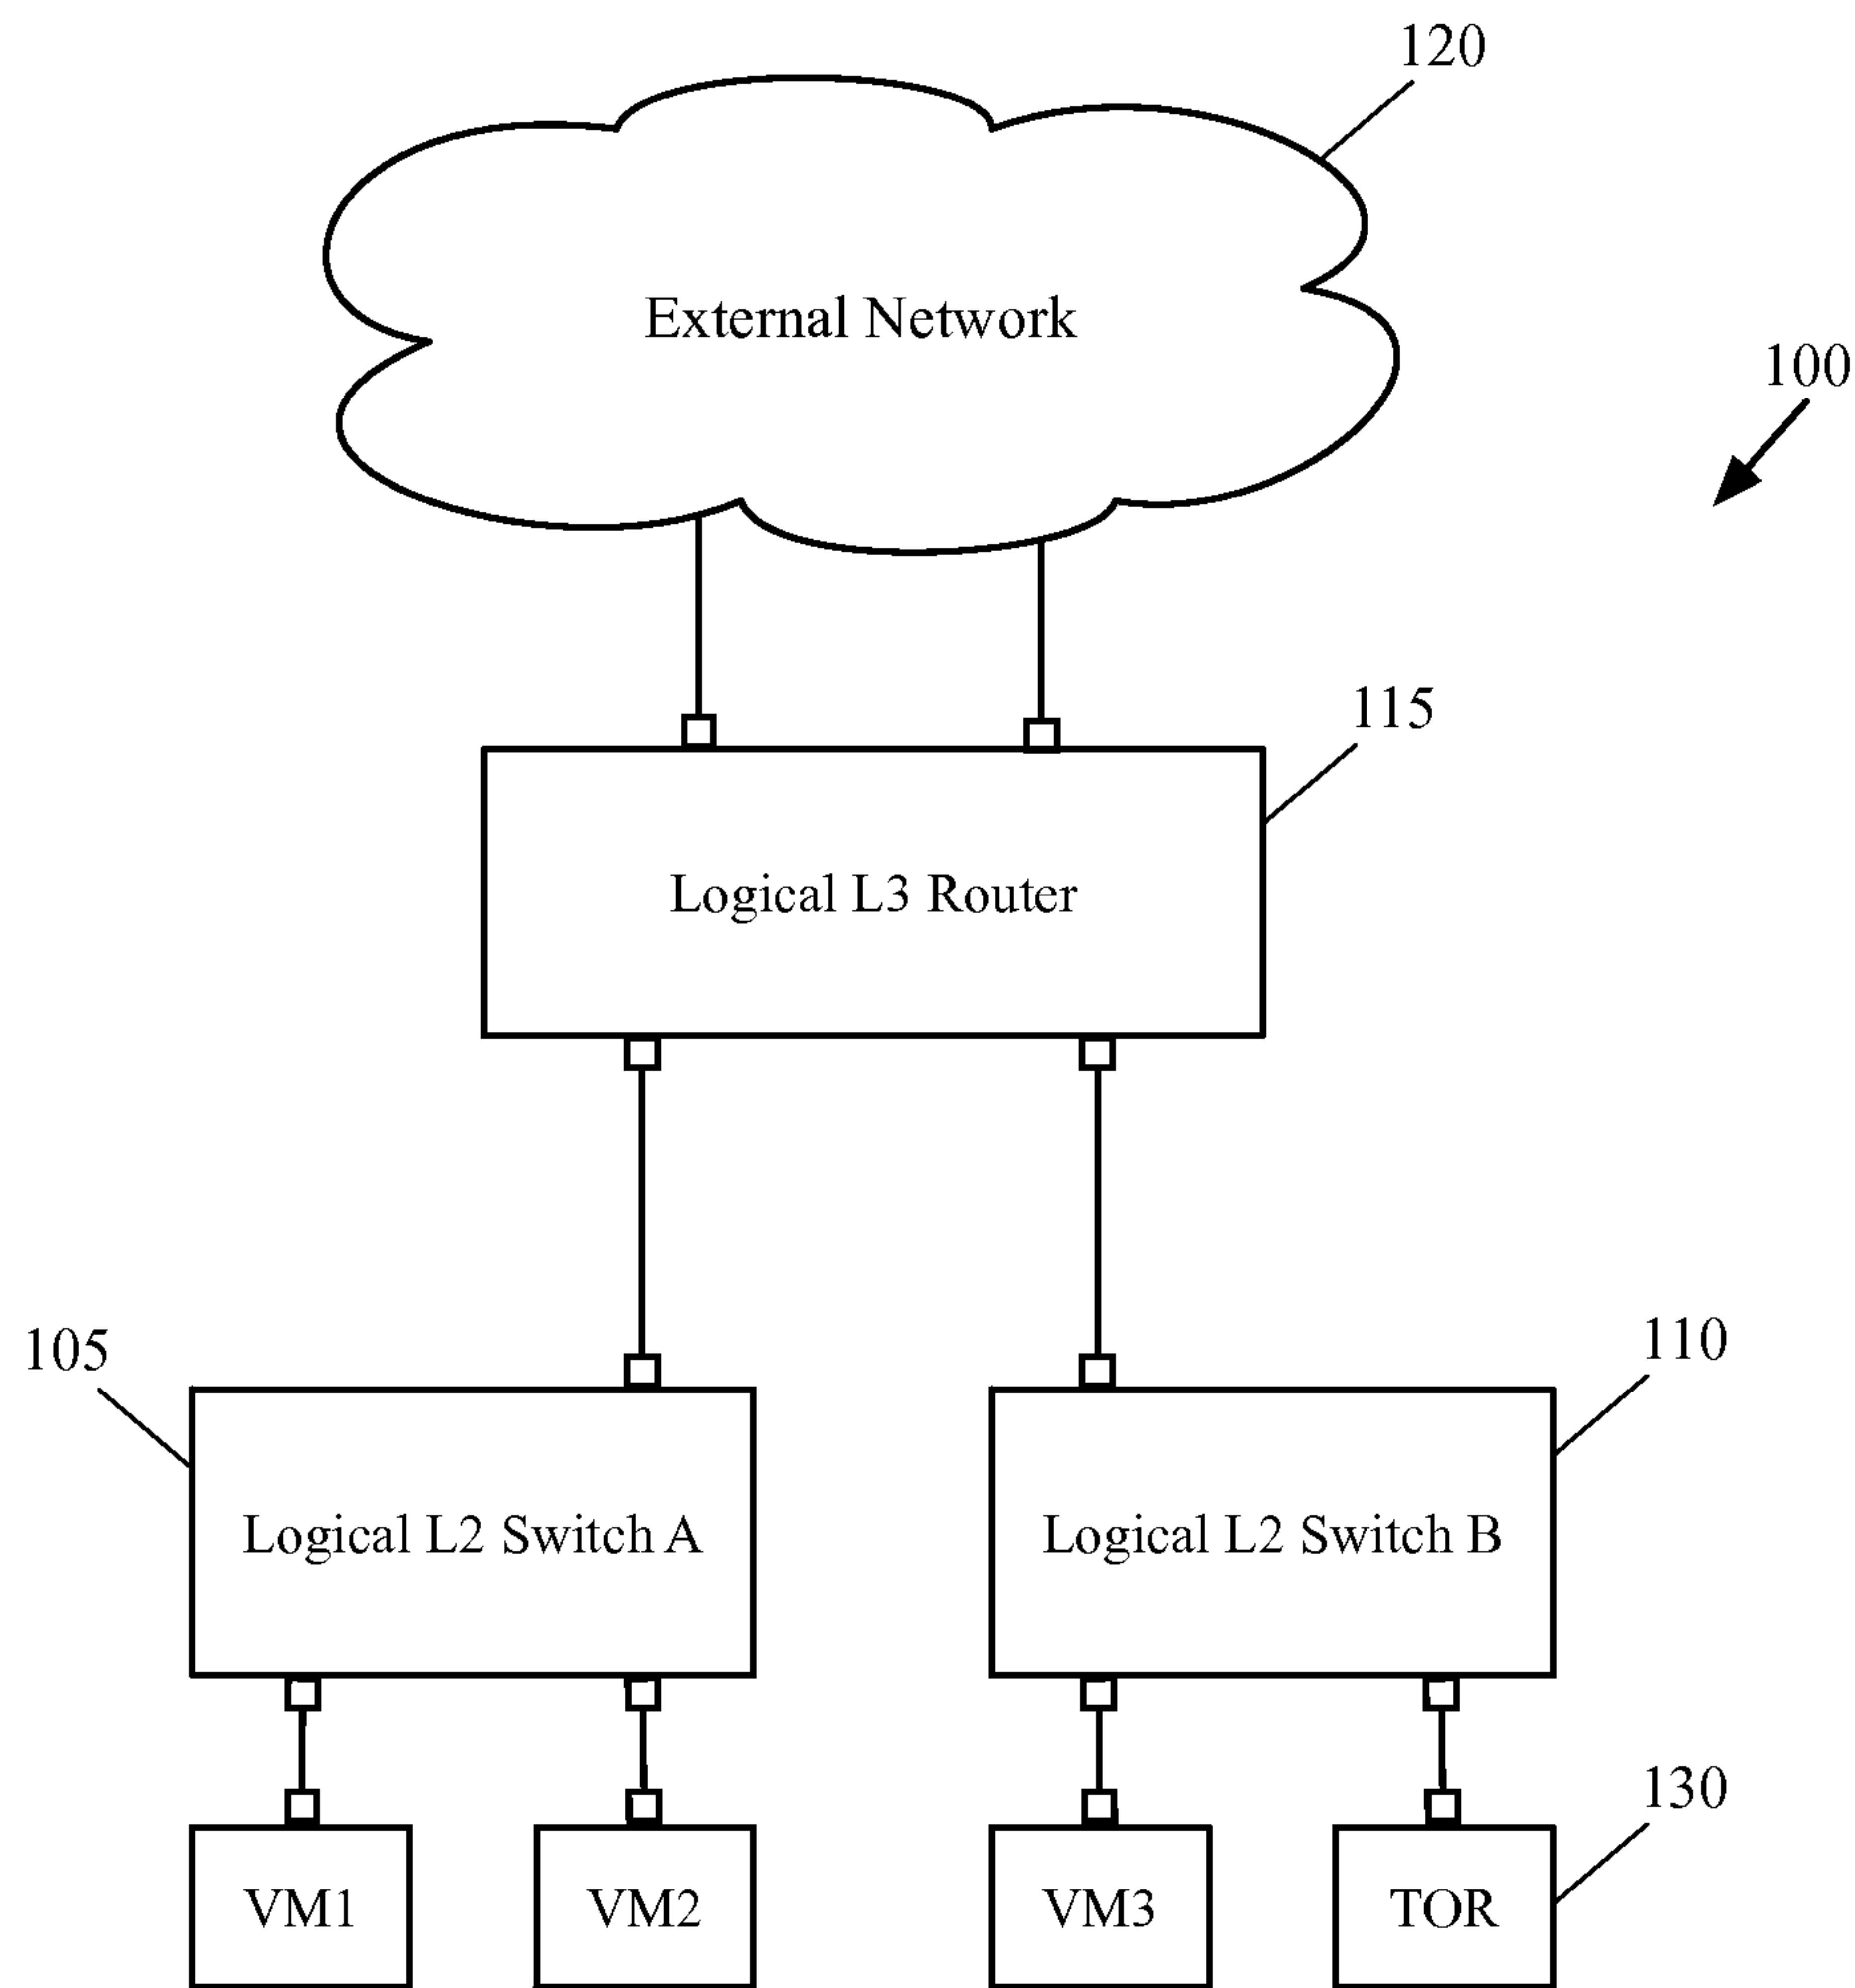 120
External Network
100
115
Logical L3 Router
105
110
Logical L2 Switch A
Logical L2 Switch B
130
VM1
VM2
VM3
TOR